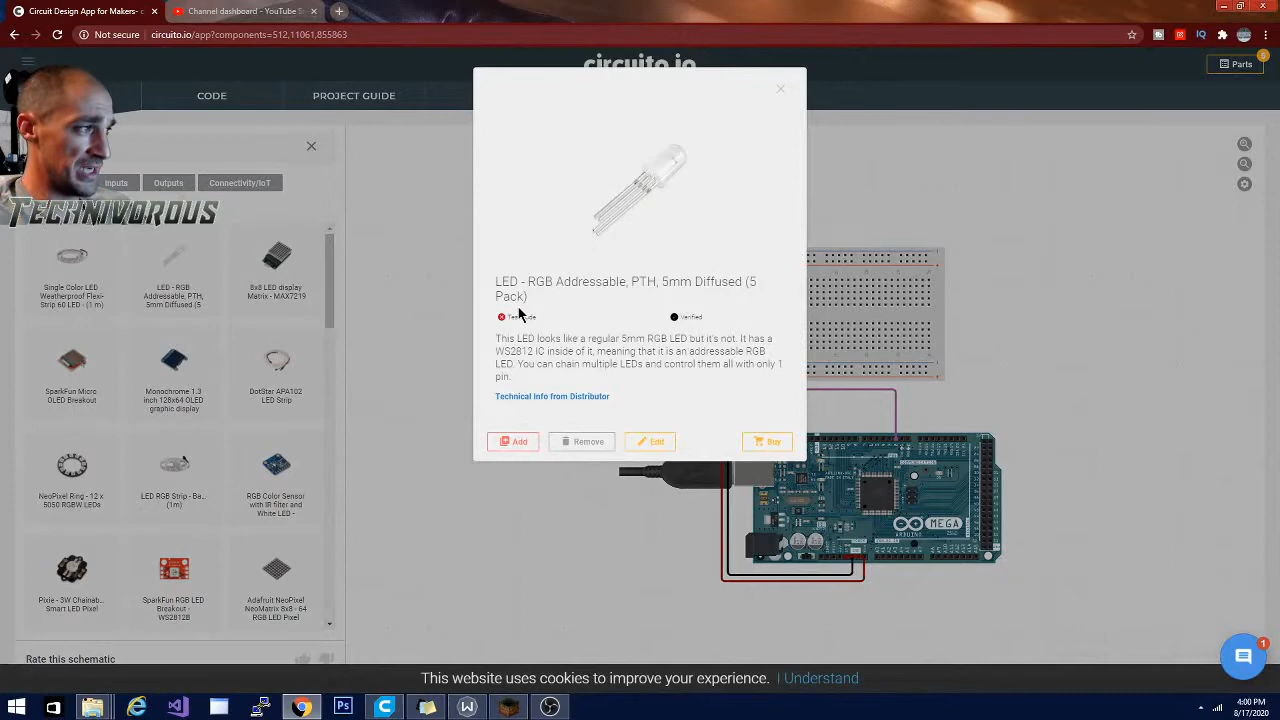 Circuit Design App for Makers-
Channel dashboard - YouTube St
Not secure
circuito.io/app?components=512,11061,855863
circuito.io
Parts
5
CODE
PROJECT GUIDE
Inputs
Outputs
Connectivity/IoT
TECHNIVOROUS
Single Color LED
Weatherproof Flexi-
Strip 60 LED - (1 m)
LED - RGB
Addressable, PTH,
5mm Diffused (5
8x8 LED display
Matrix - MAX7219
SparkFun Micro
OLED Breakout
Monochrome 1.3
inch 128x64 OLED
graphic display
DotStar APA102
LED Strip
NeoPixel Ring - 12 x
5050 RGBW LEDs
LED RGB Strip - Ba...
(1m)
RGB Color Sensor
with IR filter and
White LED -
Pixie - 3W Chainab...
Smart LED Pixel
SparkFun RGB LED
Breakout -
WS2812B
Adafruit NeoPixel
NeoMatrix 8x8 - 64
RGB LED Pixel
Rate this schematic
LED - RGB Addressable, PTH, 5mm Diffused (5
Pack)
Verified
This LED looks like a regular 5mm RGB LED but it's not. It has a
WS2812 IC inside of it, meaning that it is an addressable RGB
LED. You can chain multiple LEDs and control them all with only 1
pin.
Technical Info from Distributor
Add
Remove
Edit
Buy
MEGA
ARDUINO
1
This website uses cookies to improve your experience.
I Understand
4:00 PM
8/17/2020